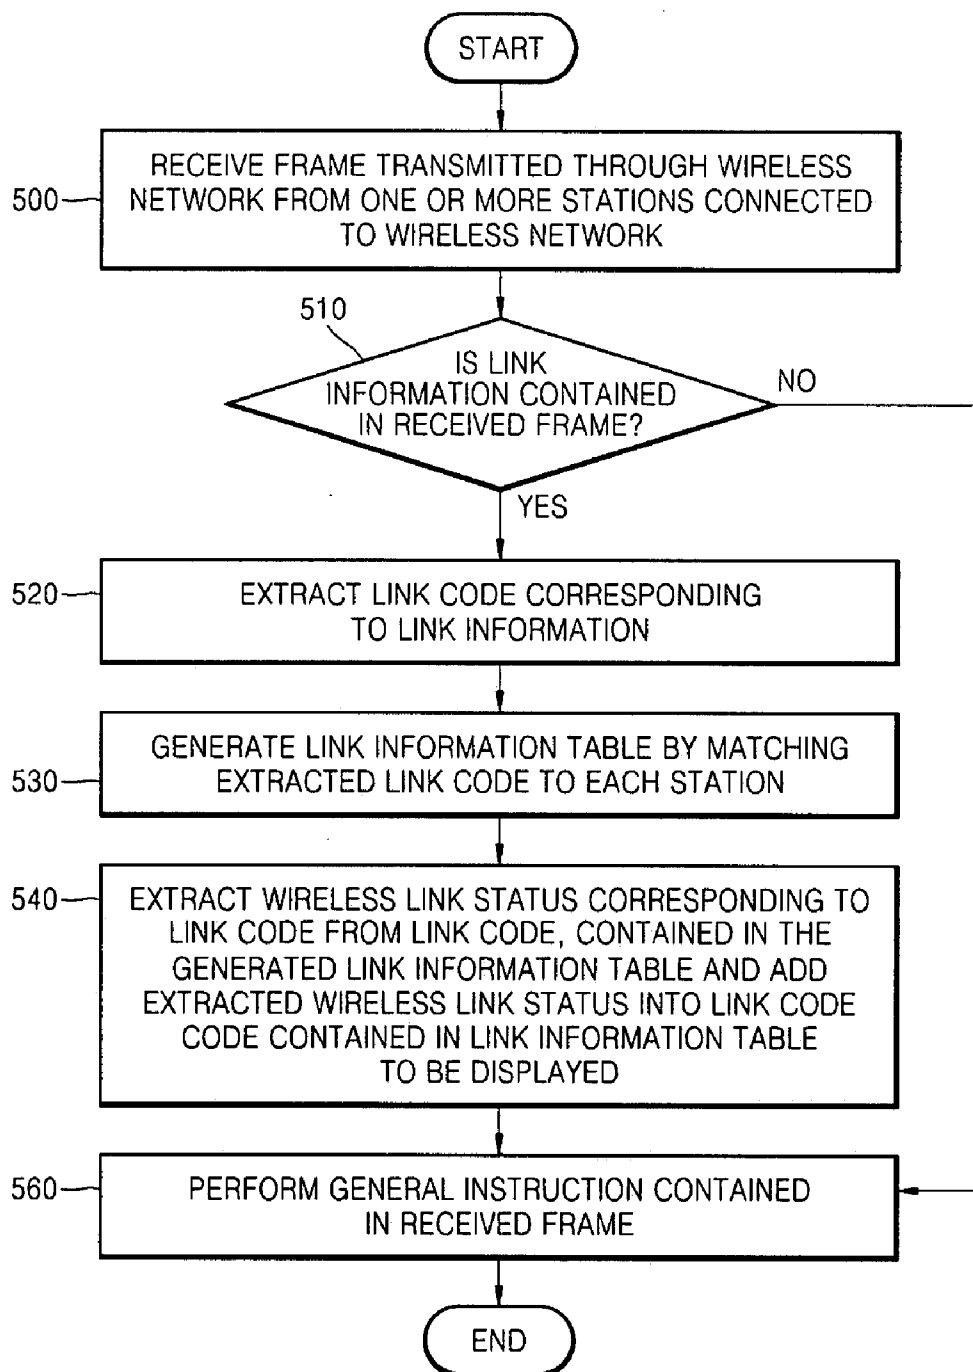 START
500
RECEIVE FRAME TRANSMITTED THROUGH WIRELESS
NETWORK FROM ONE OR MORE STATIONS CONNECTED
TO WIRELESS NETWORK
510
IS LINK
INFORMATION CONTAINED
IN RECEIVED FRAME?
NO
YES
520
EXTRACT LINK CODE CORRESPONDING
TO LINK INFORMATION
530
GENERATE LINK INFORMATION TABLE BY MATCHING
EXTRACTED LINK CODE TO EACH STATION
540
EXTRACT WIRELESS LINK STATUS CORRESPONDING TO
LINK CODE FROM LINK CODE, CONTAINED IN THE
GENERATED LINK INFORMATION TABLE AND ADD
EXTRACTED WIRELESS LINK STATUS INTO LINK CODE
CODE CONTAINED IN LINK INFORMATION TABLE
TO BE DISPLAYED
560
PERFORM GENERAL INSTRUCTION CONTAINED
IN RECEIVED FRAME
END